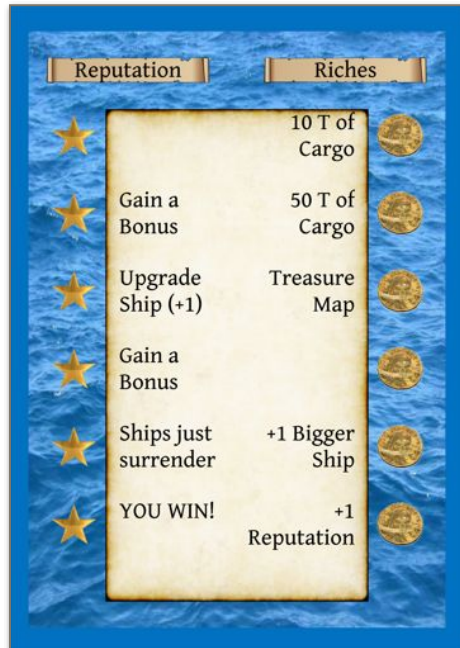 Reputation
Riches
10 T of
Cargo
Gain a
Bonus
50 T of
Cargo
Upgrade
Ship (+1)
Treasure
Map
Gain a
Bonus
Ships just
surrender
+1 Bigger
Ship
YOU WIN!
+1
Reputation